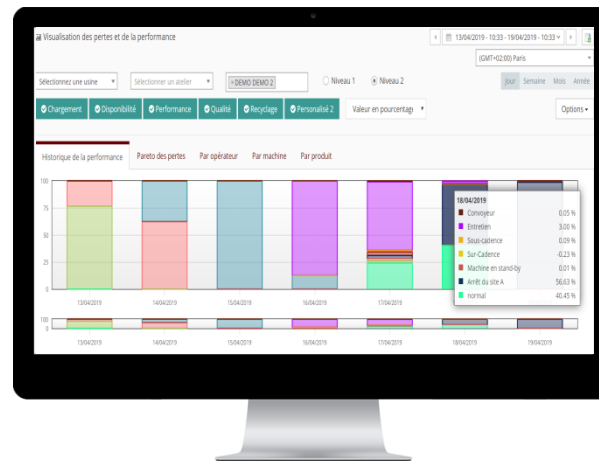 Visualisation des pertes et de la performance
13/04/2019 - 10:33 - 19/04/2019 - 10:33
(GMT+02:00) Paris
Sélectionnez une usine
Sélectionner un atelier
×DEMO DEMO 2
Niveau 1
Niveau 2
Jour Semaine Mois Année
Chargement
Disponibilité
Performance
Qualité
Recyclage
Personalisé 2
Valeur en pourcentage
Options
Historique de la performance
Pareto des pertes
Par opérateur
Par machine
Par produit
100
75
50
25
0
13/04/2019
14/04/2019
15/04/2019
16/04/2019
17/04/2019
18/04/2019
Convoyeur 0.05 %
Entretien 3.00 %
Sous-cadence 0.09 %
Sur-Cadence -0.23 %
Machine en stand-by 0.01 %
Arrêt du site A 56,63 %
normal 40.45 %
100
0
13/04/2019
14/04/2019
15/04/2019
16/04/2019
17/04/2019
18/04/2019
19/04/2019